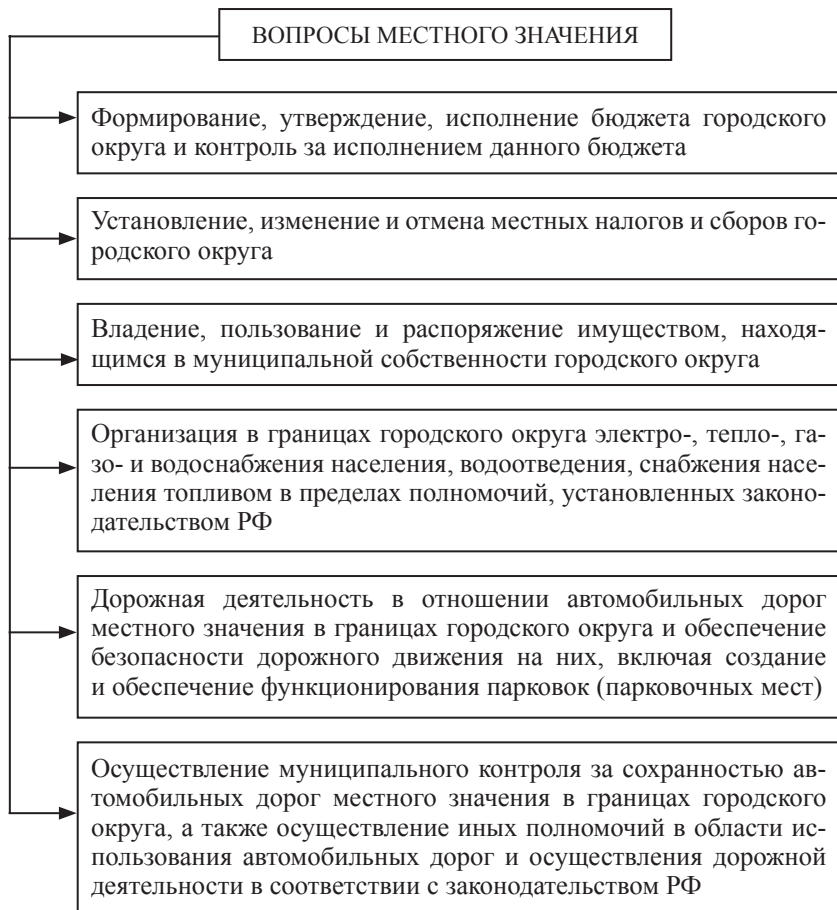 ВОПРОСЫ МЕСТНОГО ЗНАЧЕНИЯ
Формирование, утверждение, исполнение бюджета городского
округа и контроль за исполнением данного бюджета
Установление, изменение и отмена местных налогов и сборов го-
родского округа
Владение, пользование и распоряжение имуществом, находя-
щимся в муниципальной собственности городского округа
Организация в границах городского округа электро-, тепло-, га-
зо- и водоснабжения населения, водоотведения, снабжения насе-
ления топливом в пределах полномочий, установленных законо-
дательством РФ
Дорожная деятельность в отношении автомобильных дорог
местного значения в границах городского округа и обеспечение
безопасности дорожного движения на них, включая создание
и обеспечение функционирования парковок (парковочных мест)
Осуществление муниципального контроля за сохранностью ав-
томобильных дорог местного значения в границах городского
округа, а также осуществление иных полномочий в области ис-
пользования автомобильных дорог и осуществления дорожной
деятельности в соответствии с законодательством РФ